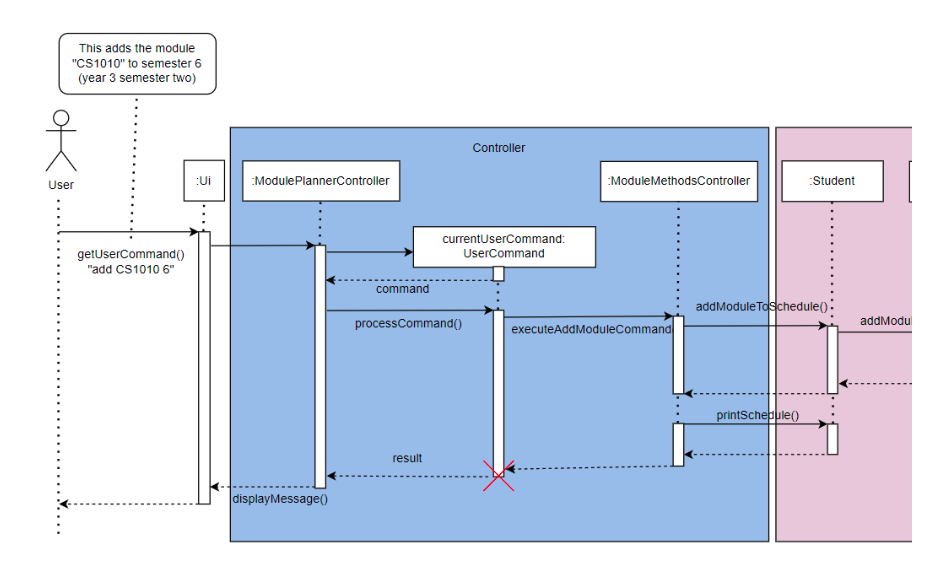 This adds the module
"CS1010" to semester 6
(year 3 semester two)
Controller
User
:Ui
:ModulePlannerController
:ModuleMethodsController
:Student
currentUserCommand:
UserCommand
getUserCommand()
"add CS1010 6"
command
processCommand()
executeAddModuleCommand(
addModuleToSchedule()
addModul
printSchedule()
result
displayMessage()